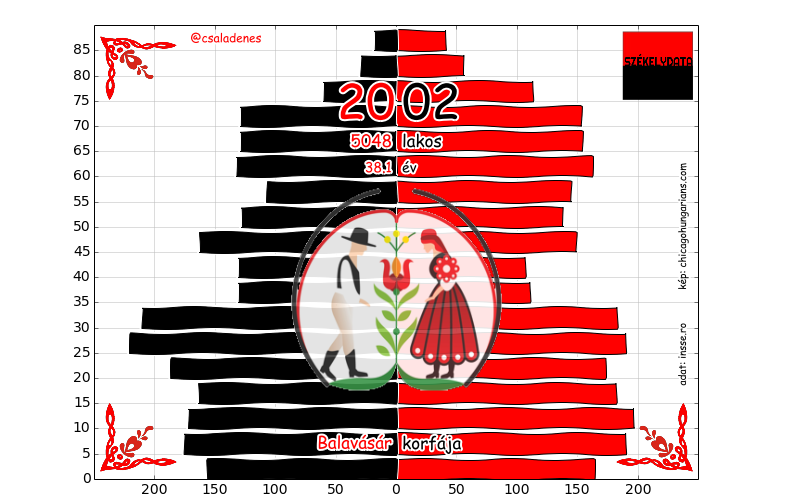 @csaladenes
SZÉKELYDATA
2002
5048 lakos
38.1 év
kép: chicagohungarians.com
adat: insse.ro
Balavásár korfája
85
80
75
70
65
60
55
50
45
40
35
30
25
20
15
10
5
0
200 150 100 50 0 50 100 150 200